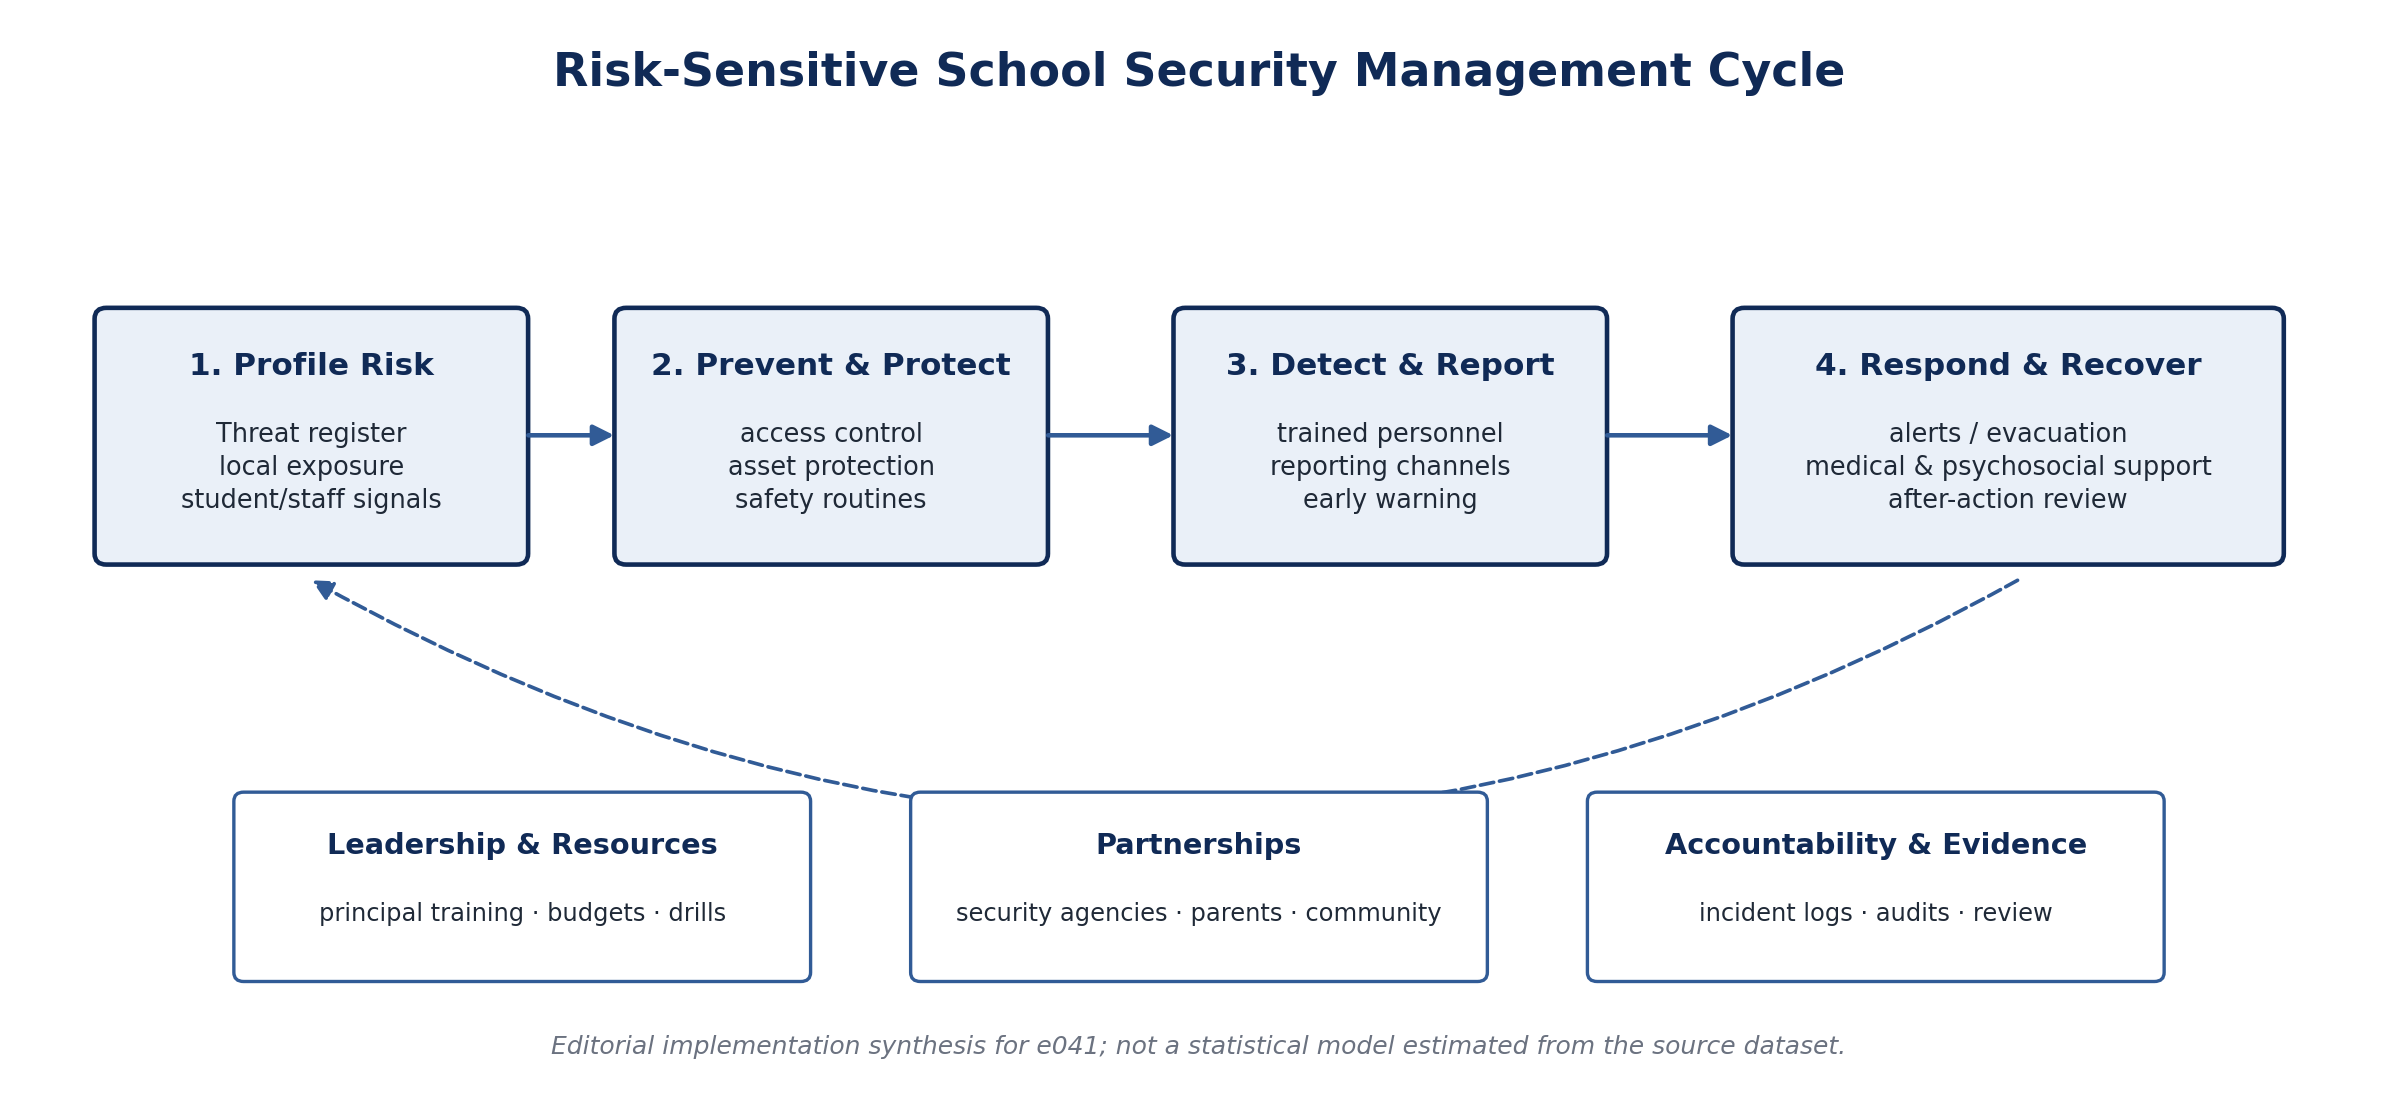 Risk-Sensitive School Security Management Cycle
1. Profile Risk
Threat register
local exposure
student/staff signals
2. Prevent & Protect
access control
asset protection
safety routines
3. Detect & Report
trained personnel
reporting channels
early warning
4. Respond & Recover
alerts / evacuation
medical & psychosocial support
after-action review
Leadership & Resources
principal training · budgets · drills
Partnerships
security agencies · parents · community
Accountability & Evidence
incident logs · audits · review
Editorial implementation synthesis for e041; not a statistical model estimated from the source dataset.